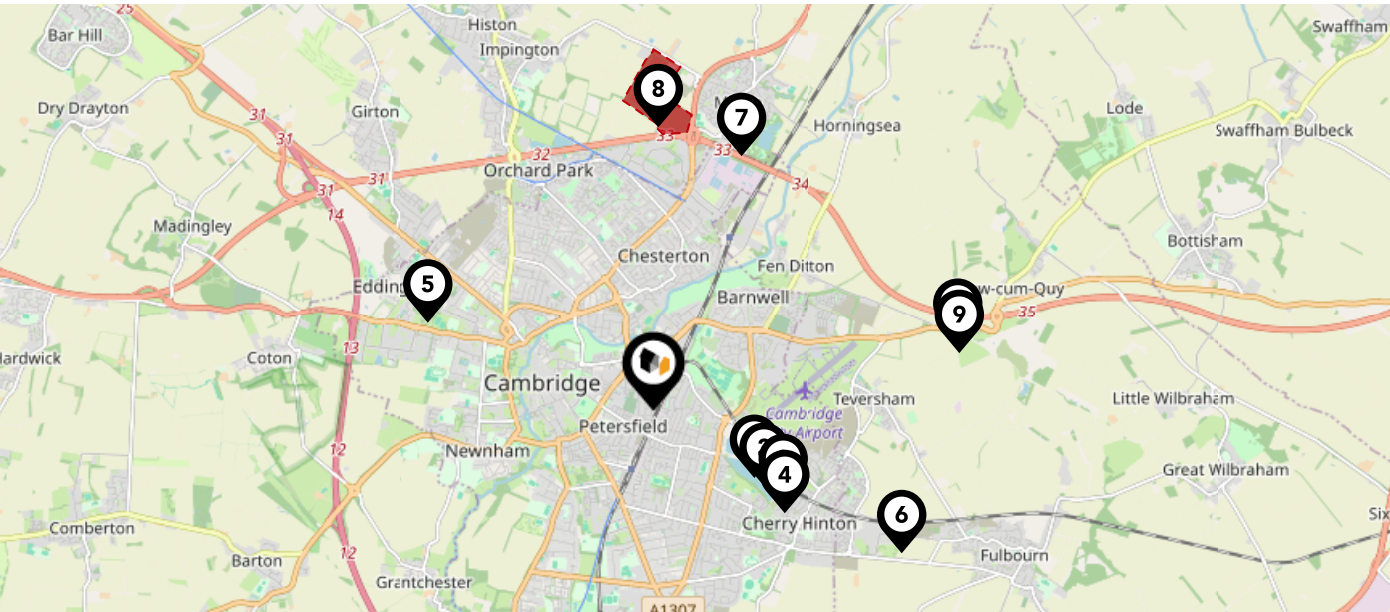 25
Histon
Swaffham
Bar Hill
Impington
8
Dry Drayton
Girton
31
7
Lode
Horningsea
Swaffham Bulbeck
31
33
33
32
Orchard Park
31
34
31
14
Madingley
Bottisham
Chesterton
Fen Ditton
5
Barnwell
w-cum-Quy
9
35
13
Coton
Cambridge
Teversham
Little Wilbraham
Cambridge
Airport
Petersfield
12
Newnham
4
Great Wilbraham
6
Comberton
Cherry Hinton
12
Barton
Fulbourn
Grantchester
A1307